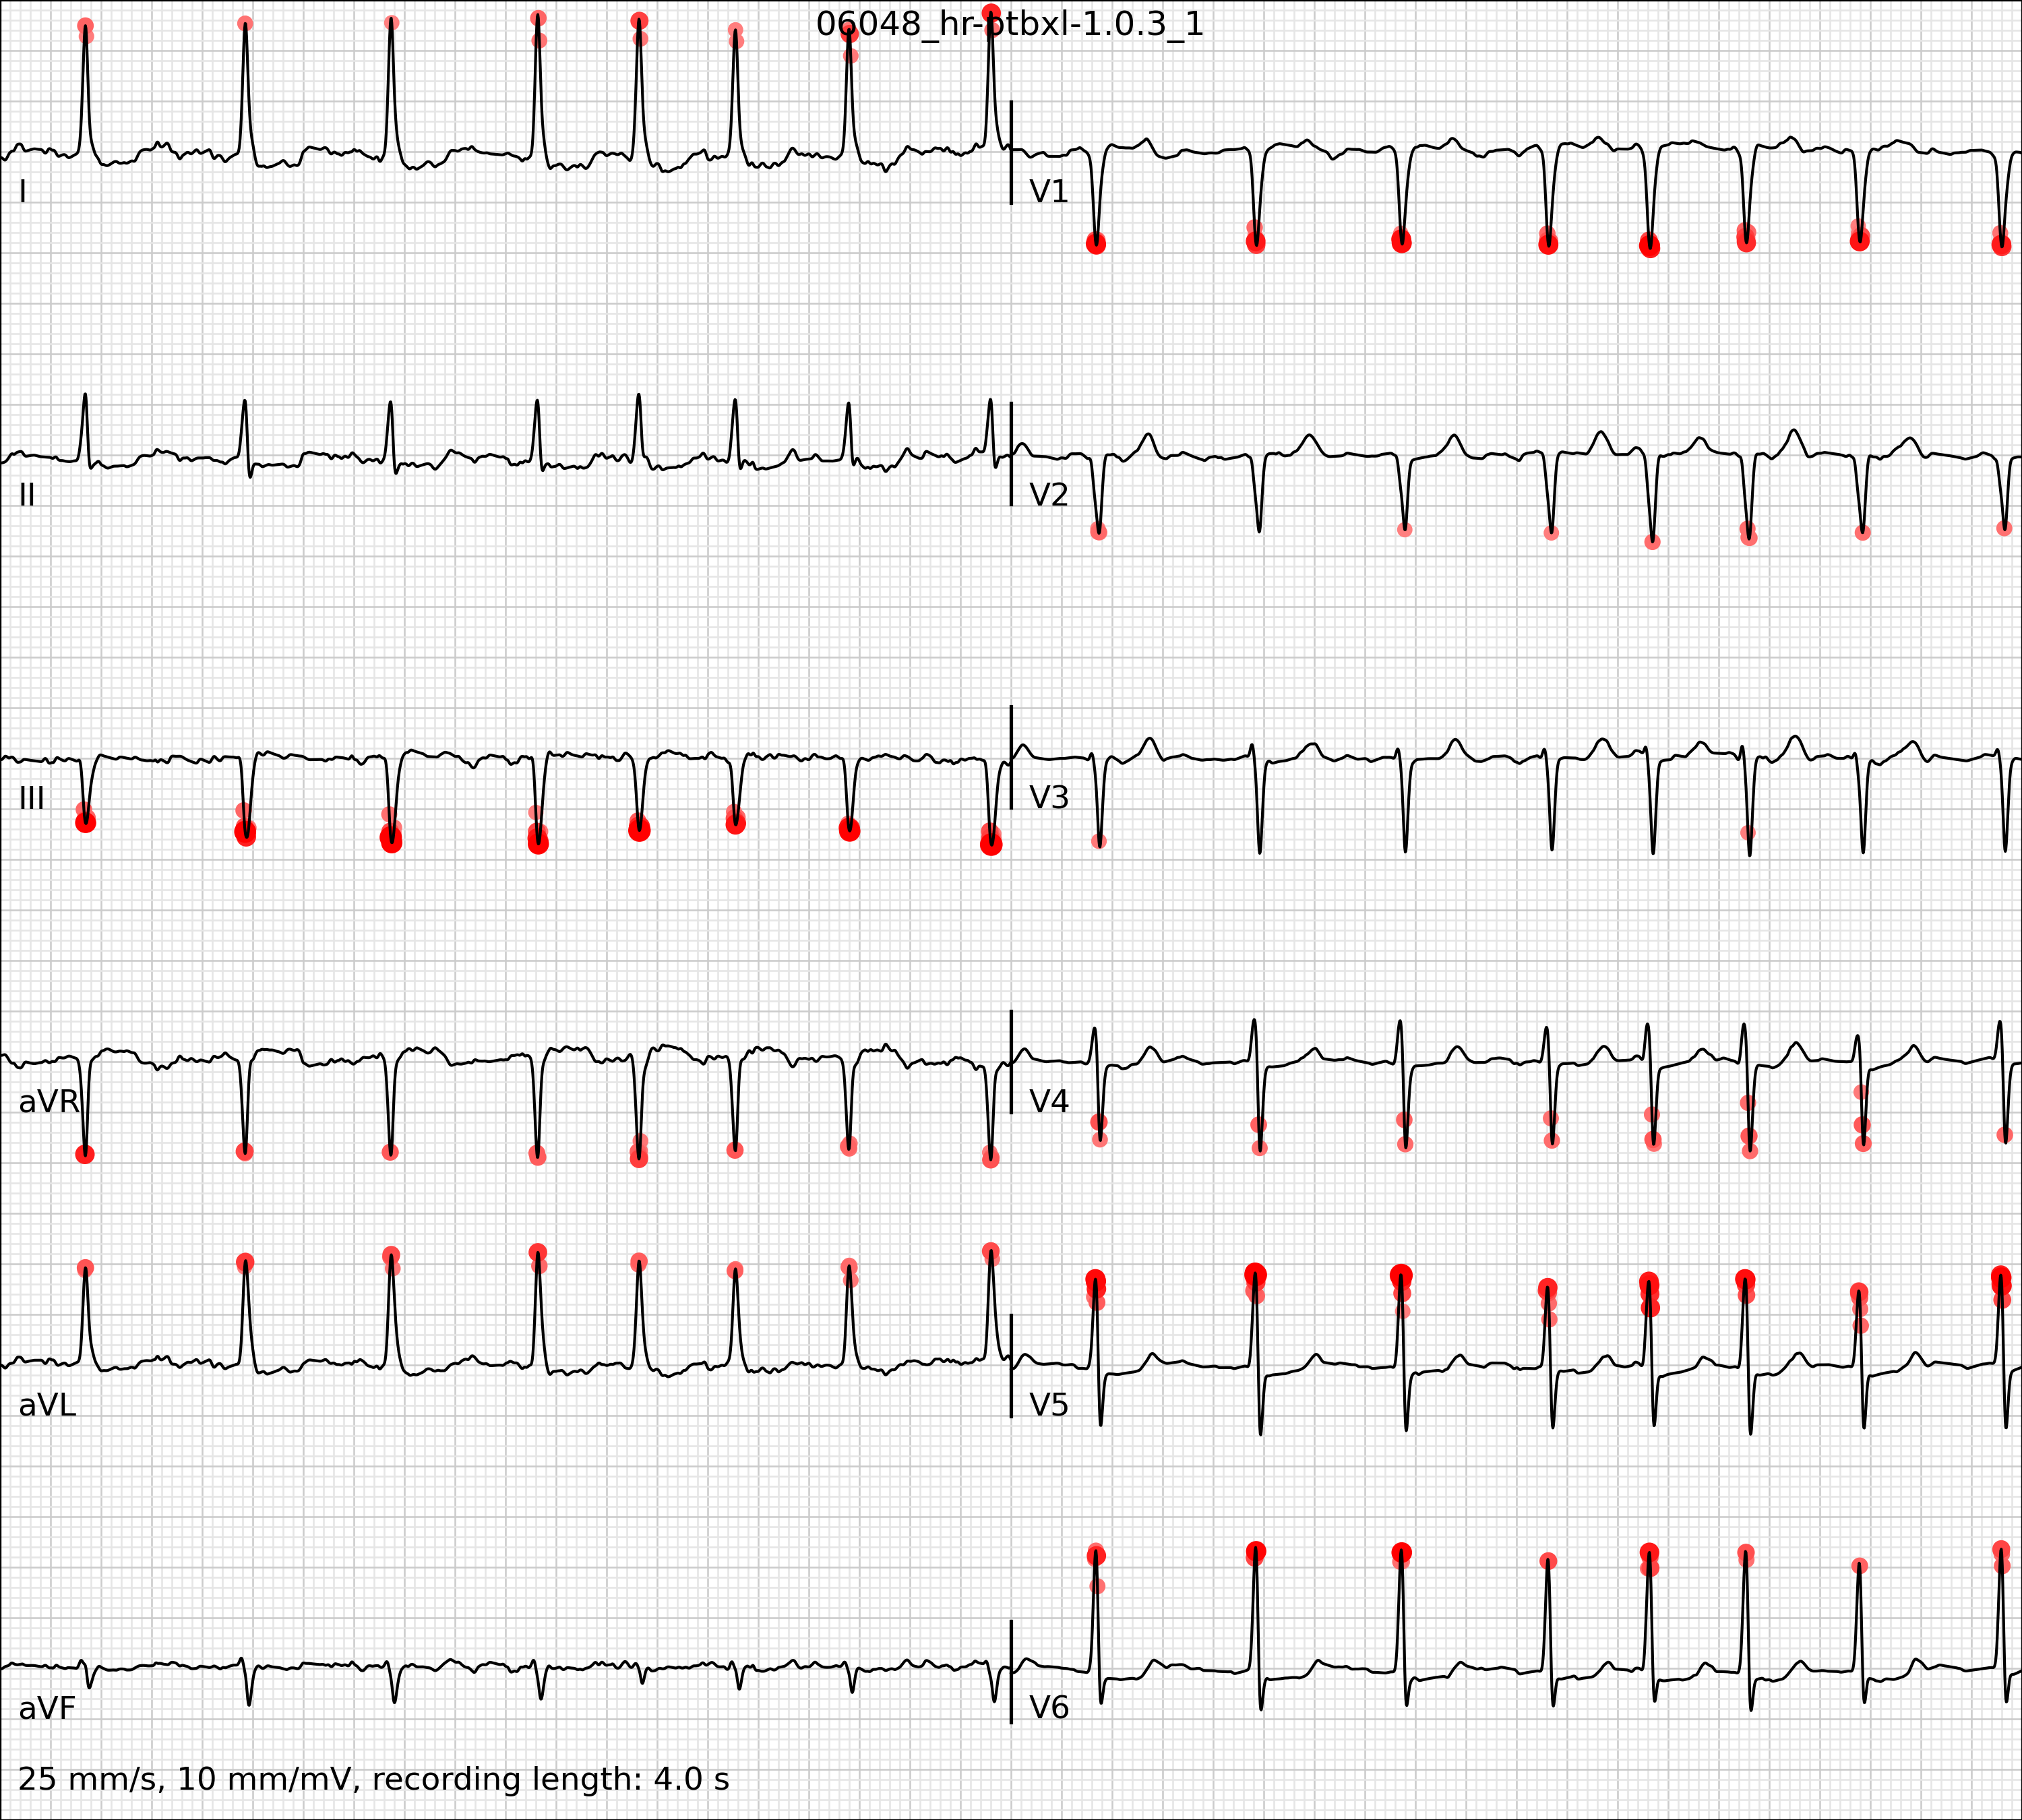 06048_hr-ptbxl-1.0.3_1
I
V1
II
V2
III
V3
aVR
V4
aVL
V5
aVF
V6
25 mm/s, 10 mm/mV, recording length: 4.0 s